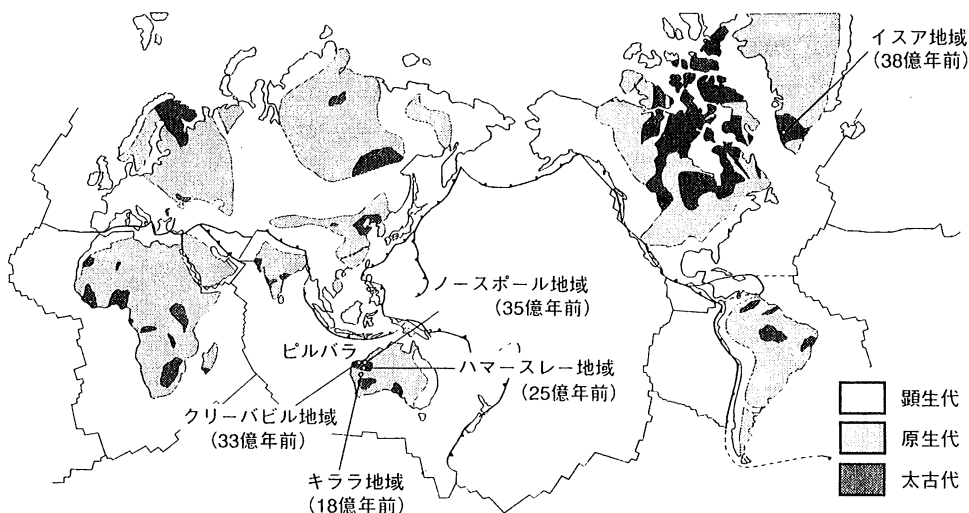 イスア地域
(38億年前)
ノースポール地域
(35億年前)
ピルバラ
ハマースレー地域
(25億年前)
クリーバビル地域
(33億年前)
キララ地域
(18億年前)
顕生代
原生代
太古代